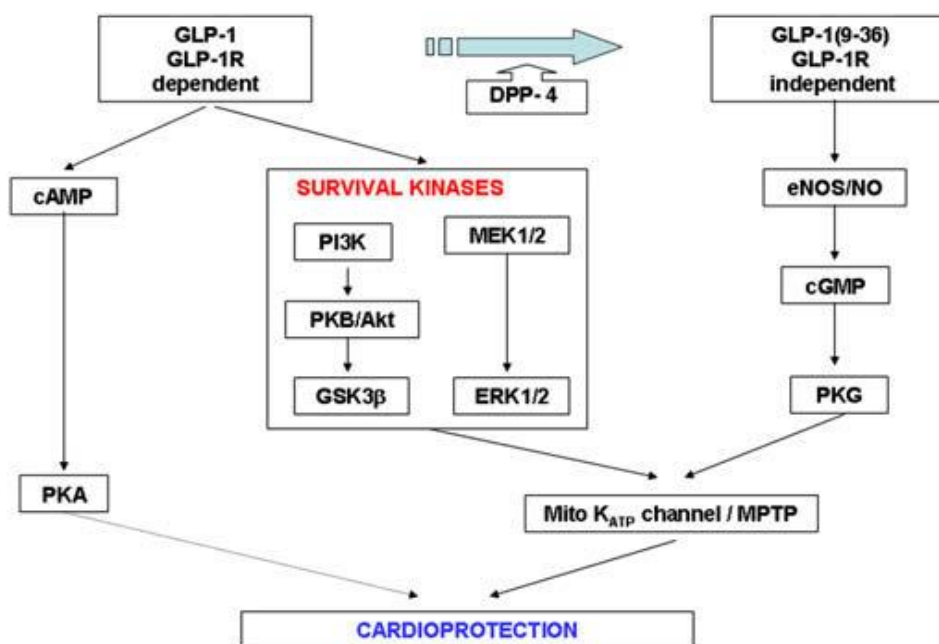 GLP-1
GLP-1R
dependent
DPP- 4
GLP-1(9-36)
GLP-1R
independent
cAMP
SURVIVAL KINASES
PI3K
MEK1/2
PKB/Akt
GSK3β
ERK1/2
eNOS/NO
cGMP
PKG
PKA
Mito KATP channel / MPTP
CARDIOPROTECTION